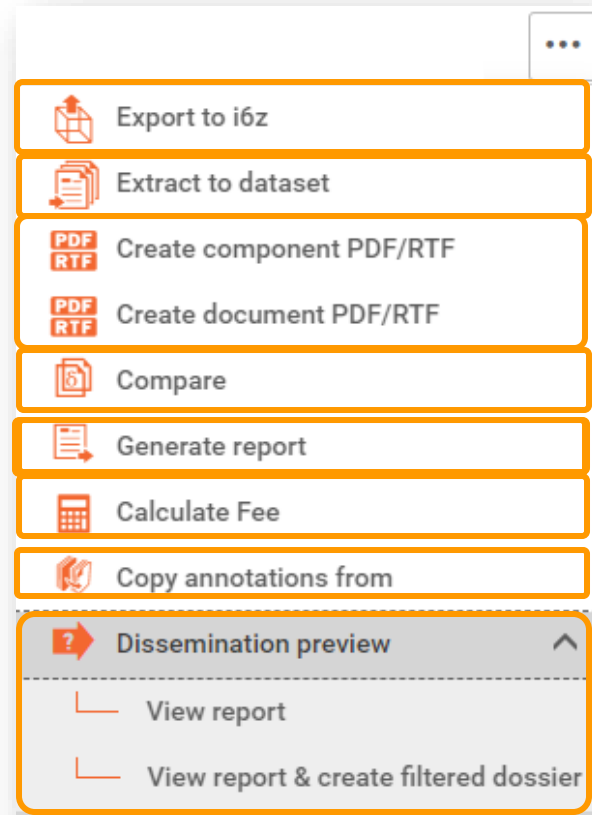 Export to i6z
Extract to dataset
PDF
RTF
Create component PDF/RTF
PDF
RTF
Create document PDF/RTF
δ
Compare
Generate report
Calculate Fee
Copy annotations from
?
Dissemination preview
View report
View report & create filtered dossier